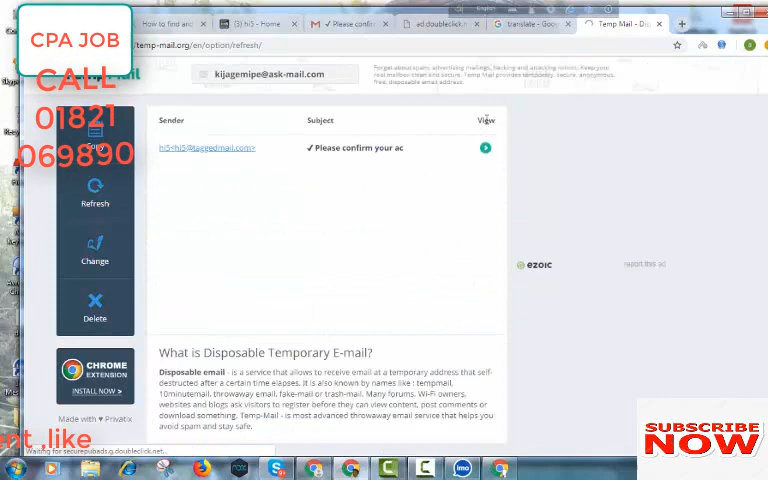 CPA JOB
CALL
01821
069890
How to find and
(3) hi5 - Home
✓ Please confirm
ad.doubleclick.n
translate - Goog
Temp Mail - Dis
English
temp-mail.org/en/option/refresh/
kijagemipe@ask-mail.com
Forget about spam, advertising mailings, hacking and attacking robots. Keep your
real mailbox clean and secure. Temp Mail provides temporary, secure, anonymous,
free, disposable email address.
Copy
Refresh
Change
Delete
Sender
Subject
View
hi5<hi5@taggedmail.com>
✓ Please confirm your ac
ezoic
report this ad
CHROME
EXTENSION
INSTALL NOW >
Made with ♥ Privatix
What is Disposable Temporary E-mail?
Disposable email - is a service that allows to receive email at a temporary address that self-
destructed after a certain time elapses. It is also known by names like : tempmail,
10minutemail, throwaway email, fake-mail or trash-mail. Many forums, Wi-Fi owners,
websites and blogs ask visitors to register before they can view content, post comments or
download something. Temp-Mail - is most advanced throwaway email service that helps you
avoid spam and stay safe.
ent ,like
SUBSCRIBE
NOW
Waiting for securepubads.g.doubleclick.net...
imo